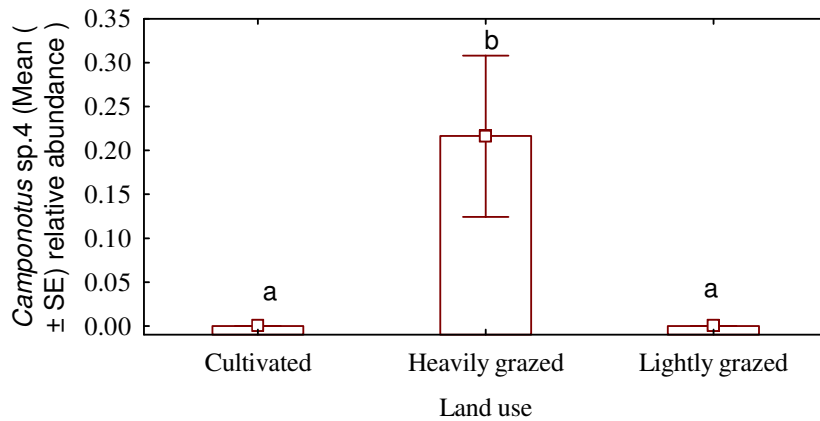 Camponotus sp.4 (Mean (
± SE) relative abundance )
0.35
0.30
0.25
0.20
0.15
0.10
0.05
0.00
a
b
a
Cultivated
Heavily grazed
Lightly grazed
Land use